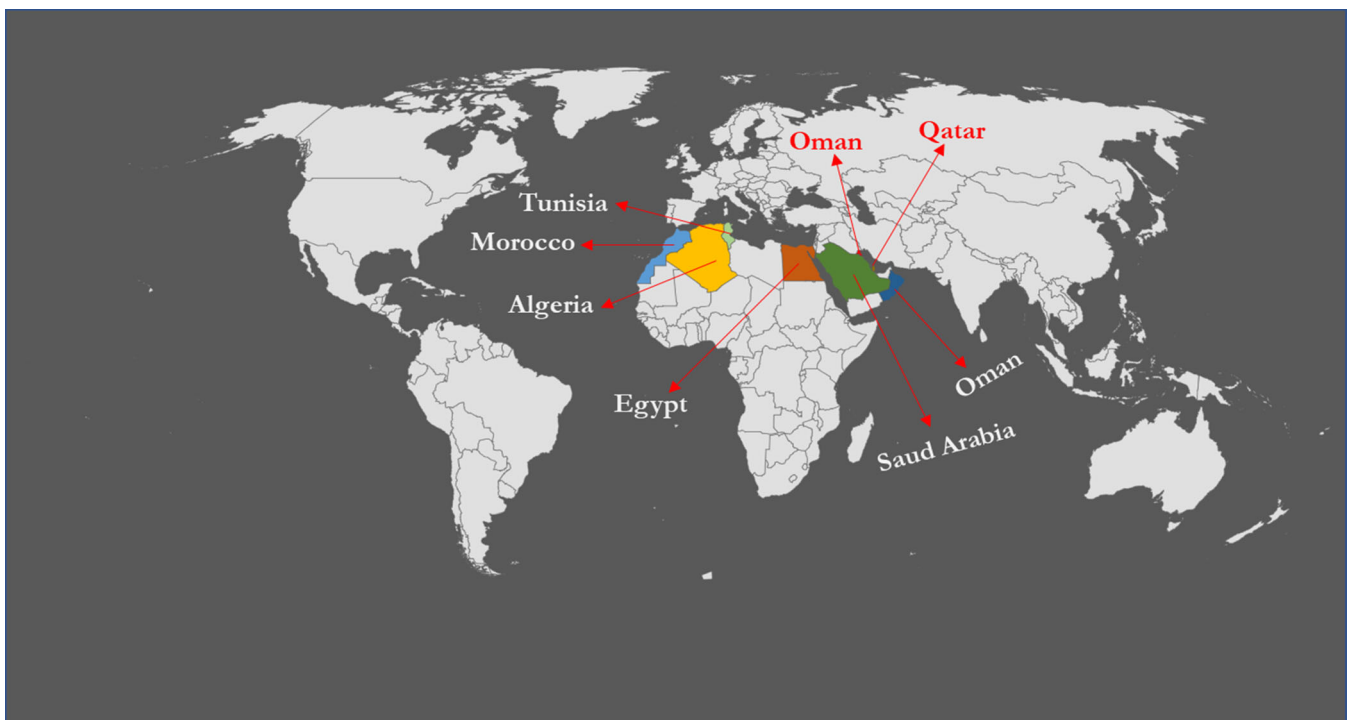 Oman
Qatar
Tunisia
Morocco
Algeria
Egypt
Oman
Saud Arabia